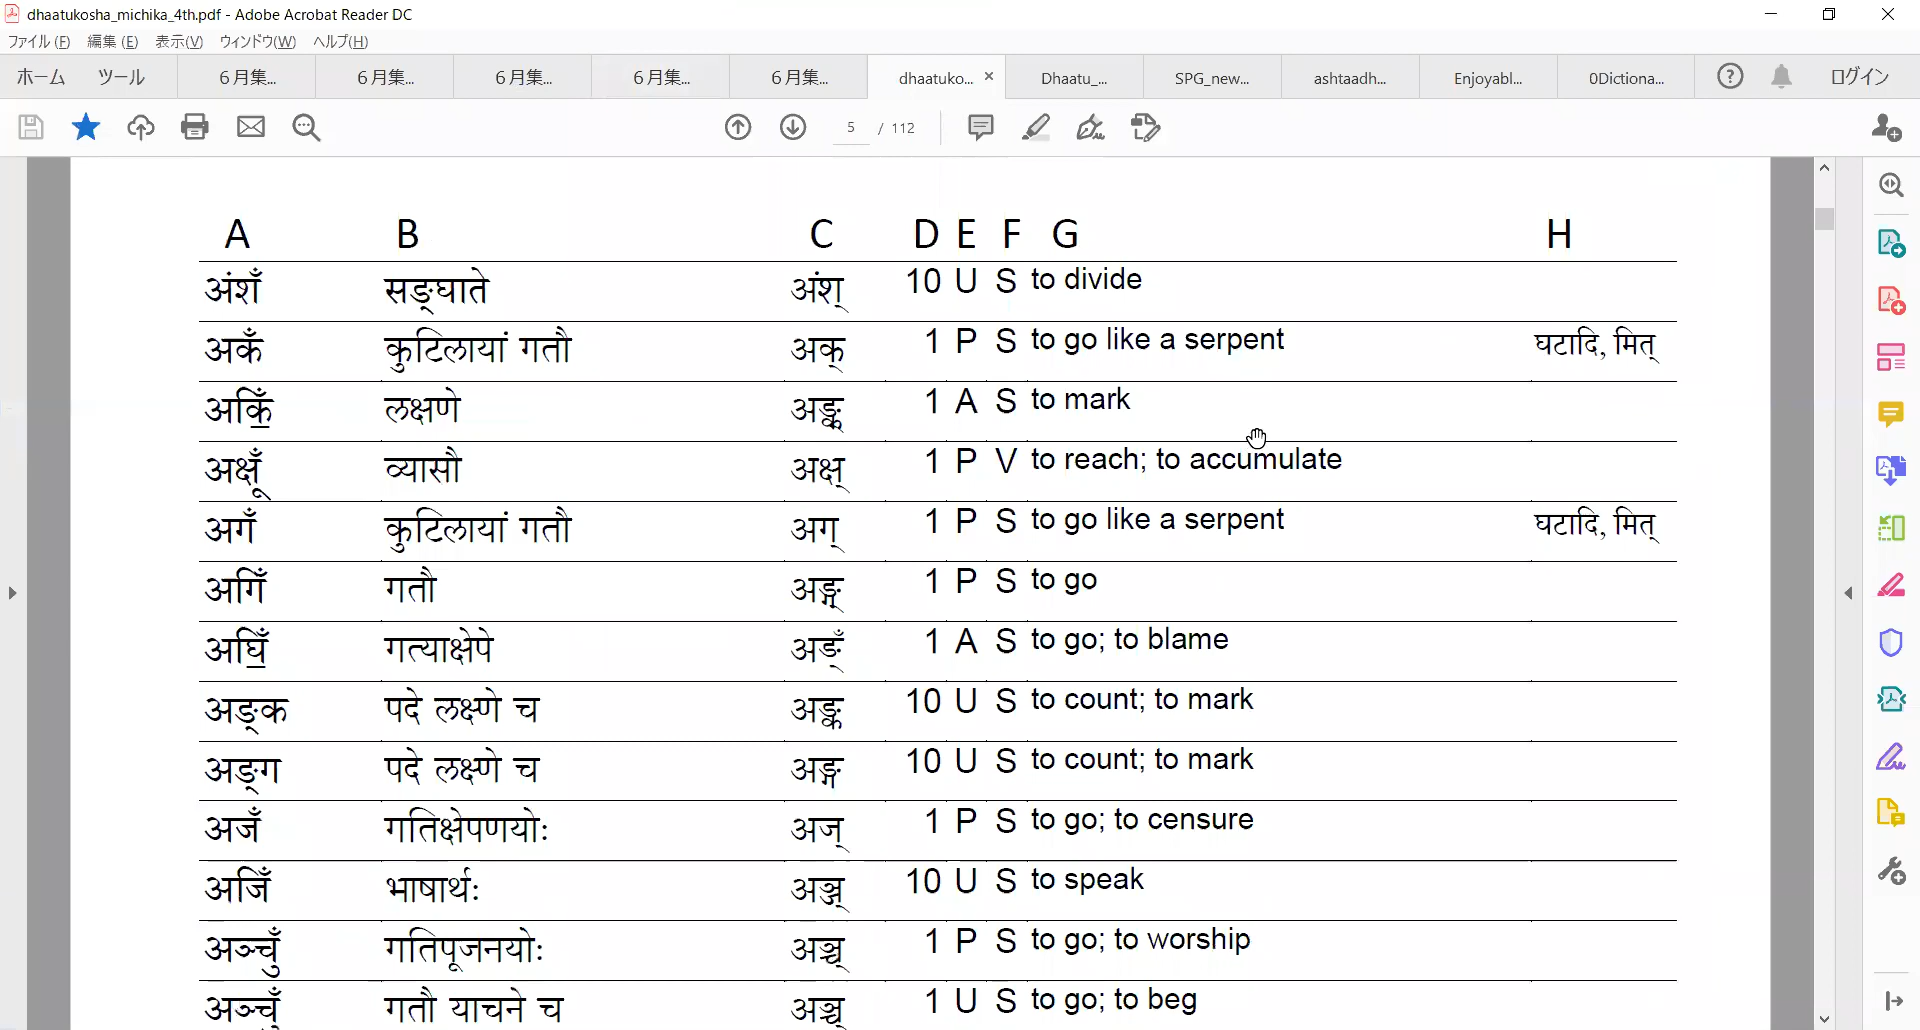 dhaatukosha_michika_4th.pdf - Adobe Acrobat Reader DC
ファイル(F) 編集(E) 表示(V) ウィンドウ(W) ヘルプ(H)
ホーム ツール 6月集... 6月集... 6月集... 6月集... 6月集... dhaatuko... × Dhaatu_... SPG_new... ashtaadh... Enjoyabl... 0Dictiona... ログイン
5 / 112
A B C D E F G H
अंशँ सङ्घाते अंश् 10 U S to divide
अकँ कुटिलायां गतौ अक् 1 P S to go like a serpent घटादि, मित्
अकिँ॒ लक्षणे अङ्क् 1 A S to mark
अक्षूँ व्यासौ अक्ष् 1 P V to reach; to accumulate
अगँ कुटिलायां गतौ अग् 1 P S to go like a serpent घटादि, मित्
अगिँ गतौ अङ्ग् 1 P S to go
अघिँ॒ गत्याक्षेपे 1 A S to go; to blame
अङ्क पदे लक्ष्णे च अङ्क 10 U S to count; to mark
अङ्ग पदे लक्ष्णे च अङ्ग 10 U S to count; to mark
अजँ गतिक्षेपणयोः अज् 1 P S to go; to censure
अजिँ भाषार्थः अञ्ज् 10 U S to speak
अञ्चुँ गतिपूजनयोः अञ्च् 1 P S to go; to worship
अञ्चुँ गतौ याचने च अञ्च् 1 U S to go; to beg